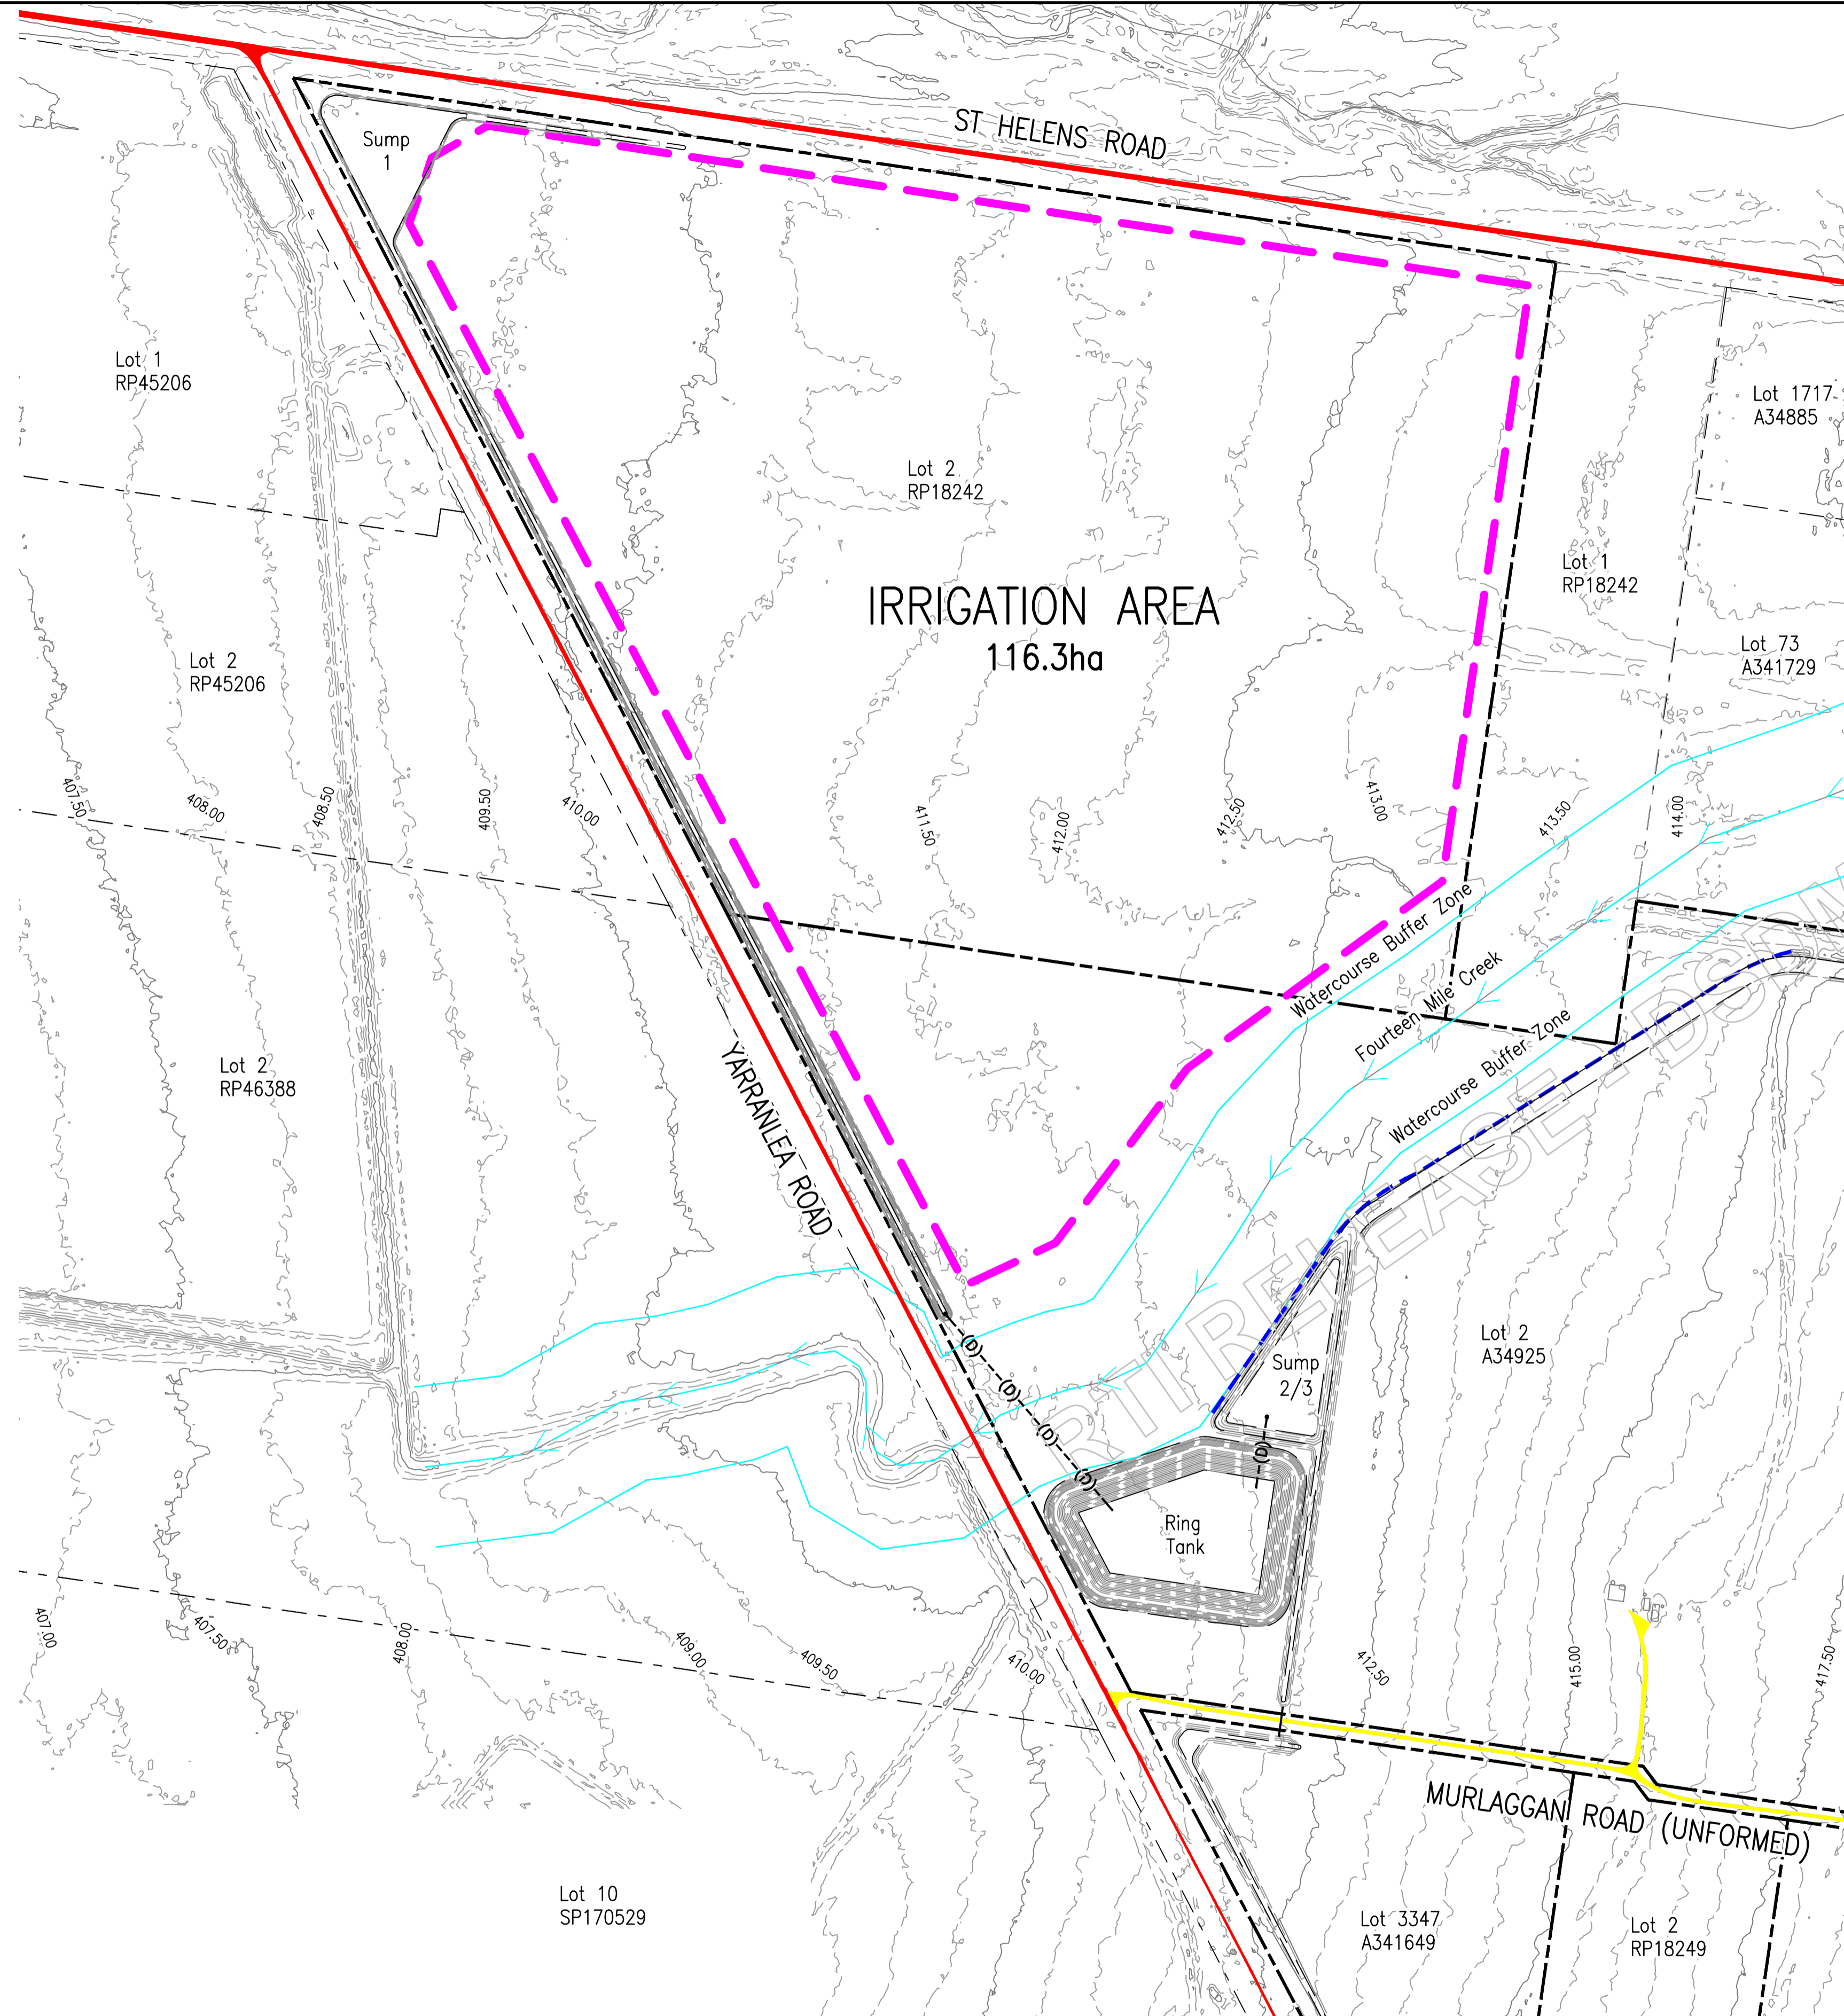 ST HELENS ROAD
Sump
1
Lot 1
RP45206
Lot 1717
A34885
Lot 2
RP18242
Lot 1
RP18242
IRRIGATION AREA
116.3ha
Lot 2
RP45206
Lot 73
A341729
407.50
408.00
408.50
409.50
410.00
411.50
412.00
412.50
413.00
413.50
414.00
Watercourse Buffer Zone
Fourteen Mile Creek
Watercourse Buffer Zone
Lot 2
RP46388
YARRANLEA ROAD
RTI RELEASE - DSDM
Lot 2
A34925
(D)
(D)
(D)
(D)
Sump
2/3
(D)
Ring
Tank
407.00
407.50
408.00
409.00
409.50
410.00
412.50
415.00
417.50
MURLAGGAN ROAD (UNFORMED)
Lot 10
SP170529
Lot 3347
A341649
Lot 2
RP18249